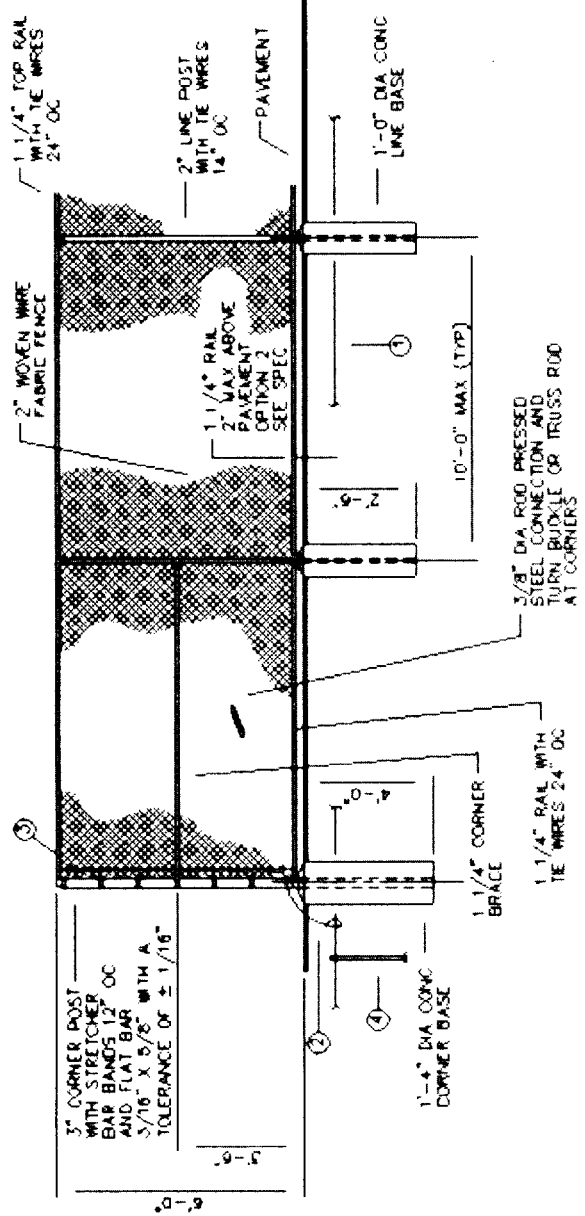 3" CORNER POST
WITH STRETCHER
BAR BANDS 12" OC
AND FLAT BAR
3/16" X 5/8" WITH A
TOLERANCE OF ± 1/16"
3
2" WOVEN WIRE
FABRIC FENCE
1 1/4" TOP RAIL
WITH TIE WIRES
24" OC
2" LINE POST
WITH TIE WIRES
14" OC
PAVEMENT
1 1/4" RAIL
2" MAX ABOVE
PAVEMENT
OPTION 2
SEE SPEC
6'-0"
2
4
4'-0"
2'-6"
1
10'-0" MAX (TYP)
1'-0" DIA CONC
LINE BASE
1'-4" DIA CONC
CORNER BASE
1 1/4" CORNER
BRACE
1 1/4" RAIL WITH
TIE WIRES 24" OC
3/8" DIA ROD PRESSED
STEEL CONNECTION AND
TURN BUCKLE OR TRUSS ROD
AT CORNERS